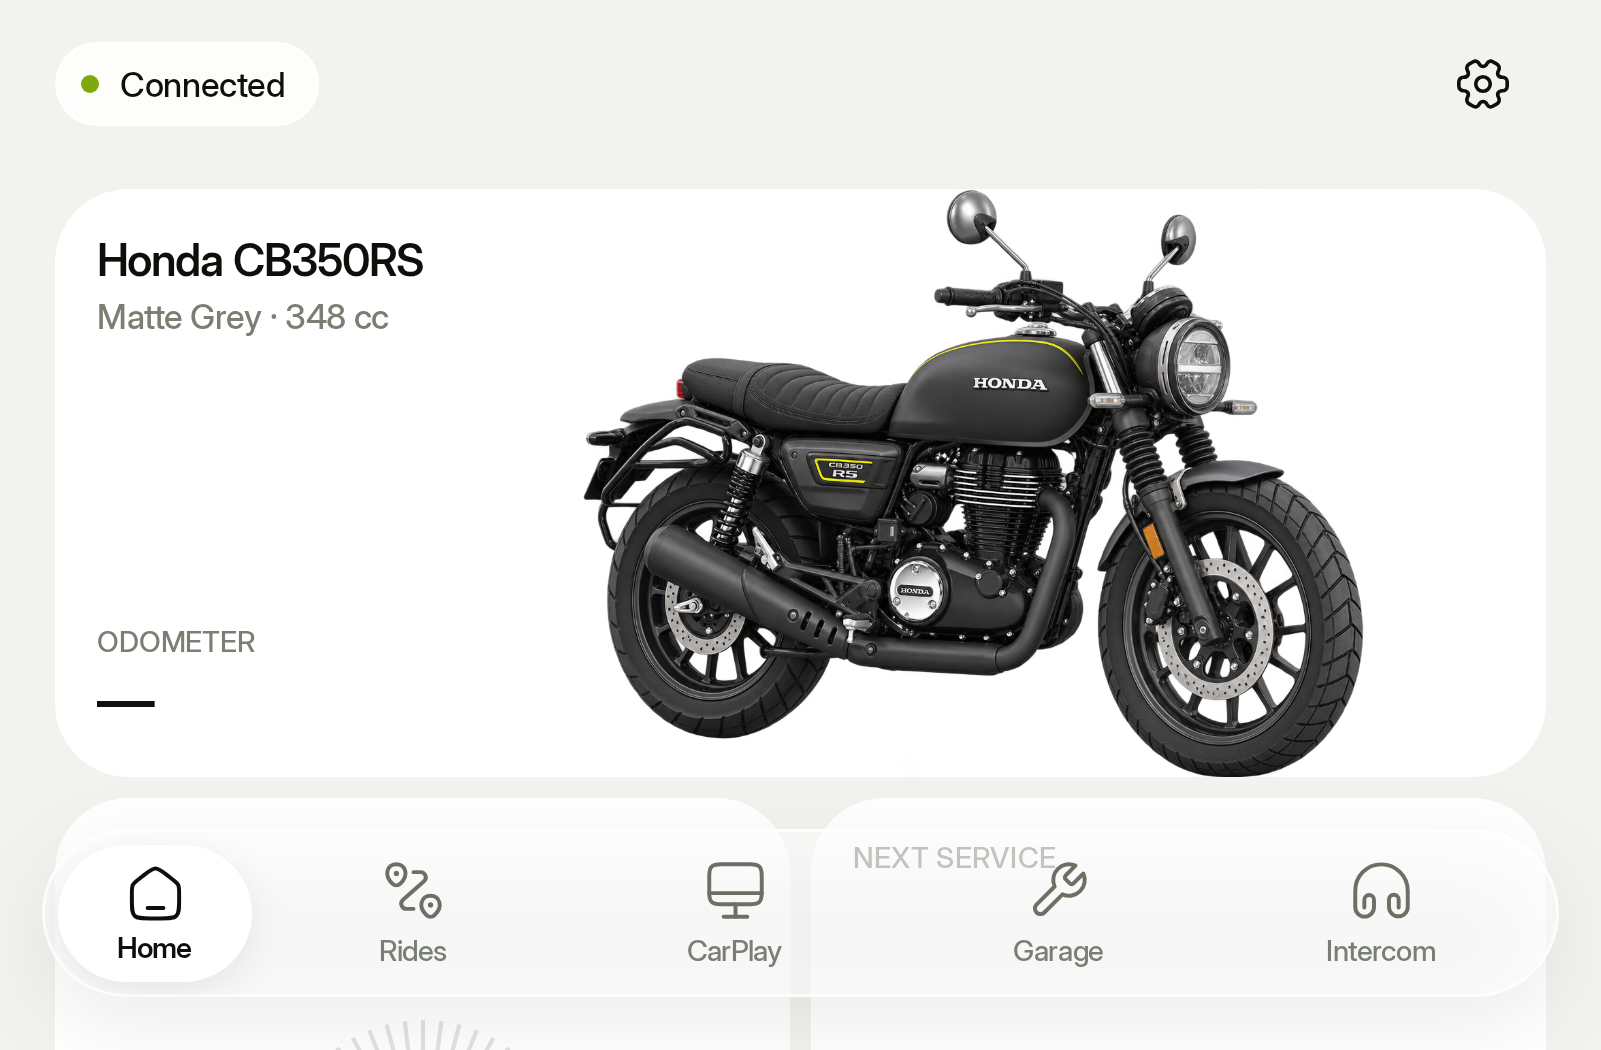 Connected
Honda CB350RS
Matte Grey · 348 cc
HONDA
CB350
RS
HONDA
ODOMETER
—
NEXT SERVICE
Home
Rides
CarPlay
Garage
Intercom